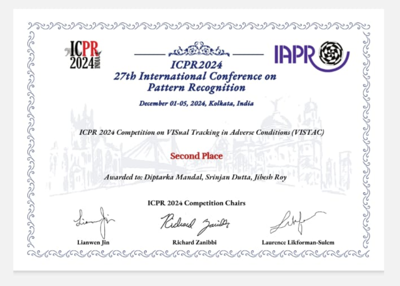 ICPR
2024
INDIA
IAPR
ICPR2024
27th International Conference on
Pattern Recognition
December 01-05, 2024, Kolkata, India
ICPR 2024 Competition on VISual Tracking in Adverse Conditions (VISTAC)
Second Place
Awarded to: Diptarka Mandal, Srinjan Dutta, Jibesh Roy
ICPR 2024 Competition Chairs
Lianwen Jin
Richard Zanibbi
Laurence Likforman-Sulem